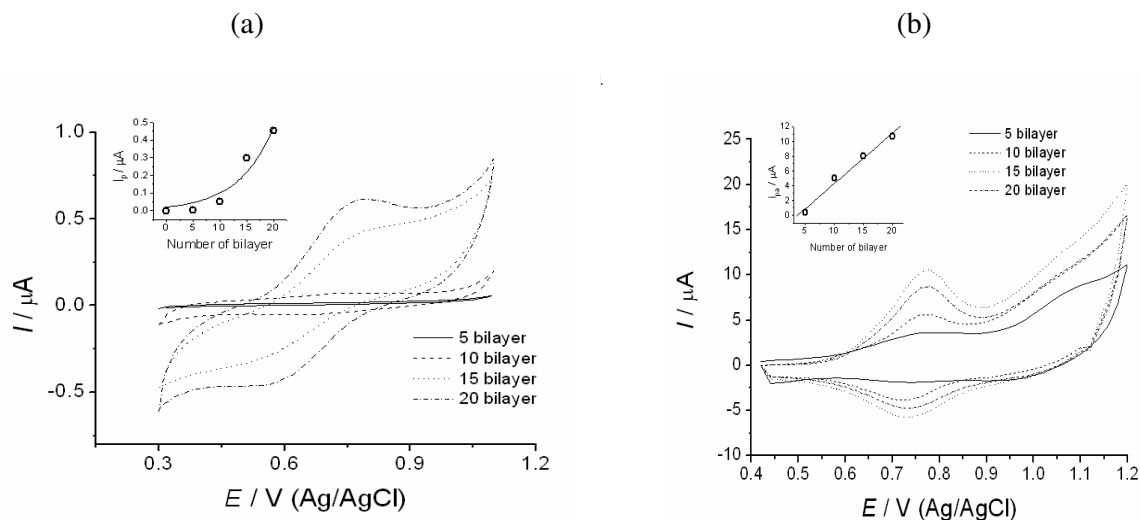 (a)
(b)
I / µA
1.0
0.5
0.0
-0.5
0.3
0.6
0.9
1.2
E / V (Ag/AgCl)
Ip / µA
0.5
0.4
0.3
0.2
0.1
0.0
0
5
10
15
20
Number of bilayer
5 bilayer
10 bilayer
15 bilayer
20 bilayer
I / µA
25
20
15
10
5
0
-5
-10
0.4
0.5
0.6
0.7
0.8
0.9
1.0
1.1
1.2
E / V (Ag/AgCl)
Ipa / µA
12
10
8
6
4
2
0
5
10
15
20
Number of bilayer
5 bilayer
10 bilayer
15 bilayer
20 bilayer